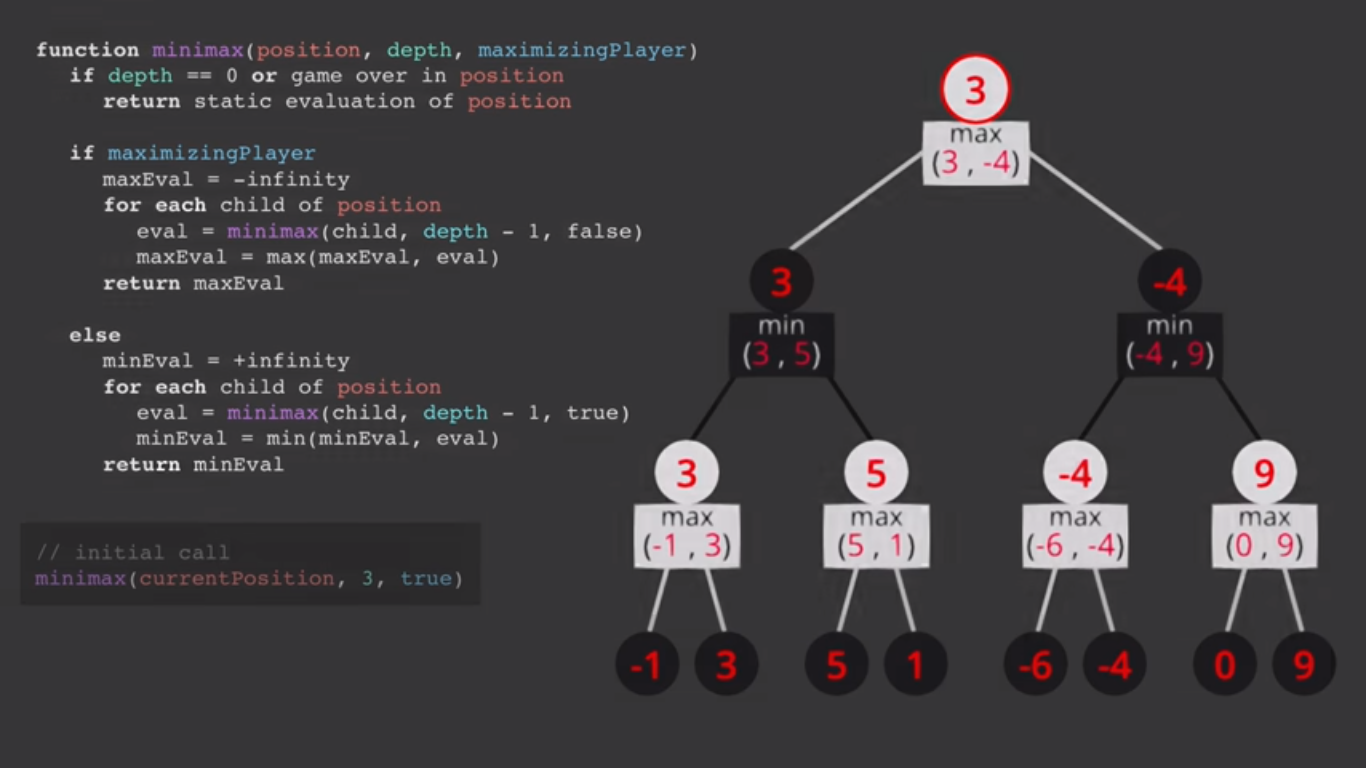 function minimax(position, depth, maximizingPlayer)
if depth == 0 or game over in position
return static evaluation of position
if maximizingPlayer
maxEval = -infinity
for each child of position
eval = minimax(child, depth - 1, false)
maxEval = max(maxEval, eval)
return maxEval
else
minEval = +infinity
for each child of position
eval = minimax(child, depth - 1, true)
minEval = min(minEval, eval)
return minEval
// initial call
minimax(currentPosition, 3, true)
3
max
(3 , -4)
3
-4
min
(3 , 5)
min
(-4 , 9)
3
5
-4
9
max
(-1 , 3)
max
(5 , 1)
max
(-6 , -4)
max
(0 , 9)
-1
3
5
1
-6
-4
0
9